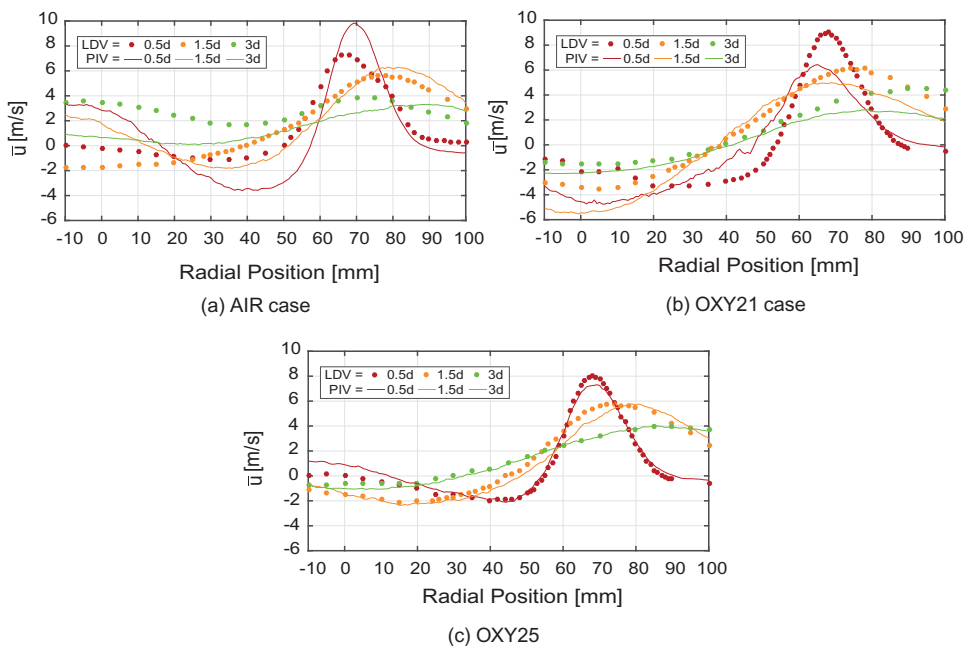 10
8
6
4
2
0
-2
-4
-6
ū [m/s]
LDV = 0.5d 1.5d 3d
PIV = 0.5d 1.5d 3d
-10 0 10 20 30 40 50 60 70 80 90 100
Radial Position [mm]
(a) AIR case
10
8
6
4
2
0
-2
-4
-6
ū [m/s]
LDV = 0.5d 1.5d 3d
PIV = 0.5d 1.5d 3d
-10 0 10 20 30 40 50 60 70 80 90 100
Radial Position [mm]
(b) OXY21 case
10
8
6
4
2
0
-2
-4
-6
ū [m/s]
LDV = 0.5d 1.5d 3d
PIV = 0.5d 1.5d 3d
-10 0 10 20 30 40 50 60 70 80 90 100
Radial Position [mm]
(c) OXY25